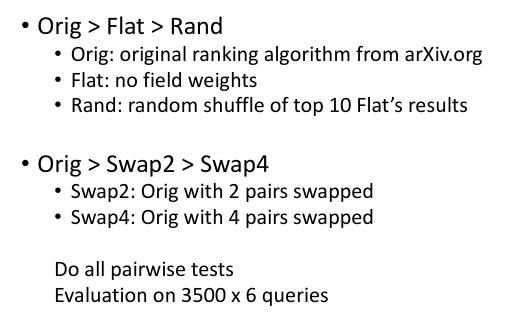 • Orig > Flat > Rand
• Orig: original ranking algorithm from arXiv.org
• Flat: no field weights
• Rand: random shuffle of top 10 Flat's results
• Orig > Swap2 > Swap4
• Swap2: Orig with 2 pairs swapped
• Swap4: Orig with 4 pairs swapped
Do all pairwise tests
Evaluation on 3500 x 6 queries